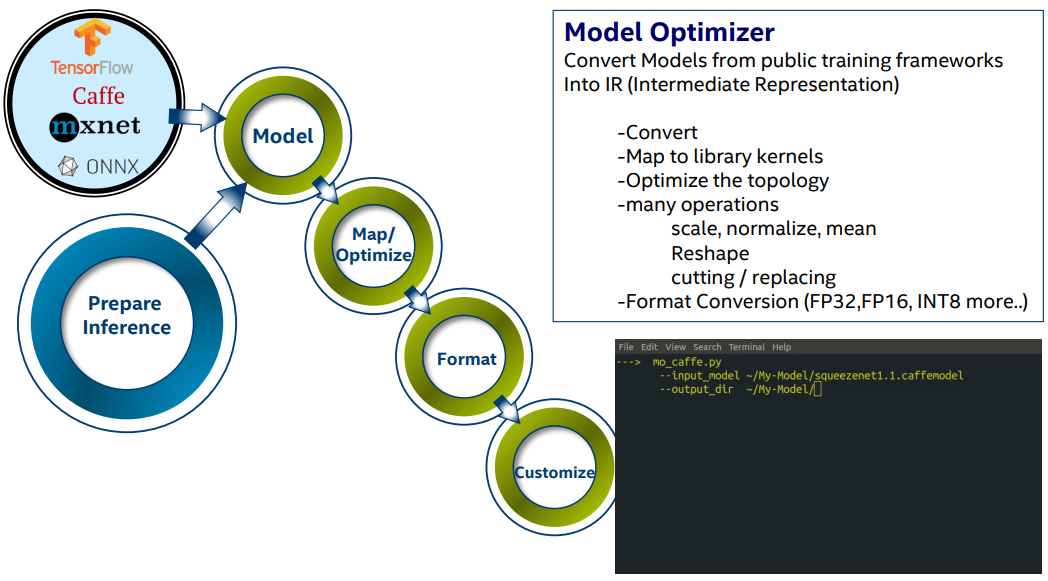 TensorFlow
Caffe
mxnet
ONNX
Model
Map/
Optimize
Format
Customize
Prepare
Inference
Model Optimizer
Convert Models from public training frameworks
Into IR (Intermediate Representation)
-Convert
-Map to library kernels
-Optimize the topology
-many operations
scale, normalize, mean
Reshape
cutting / replacing
-Format Conversion (FP32,FP16, INT8 more..)
File Edit View Search Terminal Help
---> mo_caffe.py
--input_model ~/My-Model/squeezenet1.1.caffemodel
--output_dir ~/My-Model/